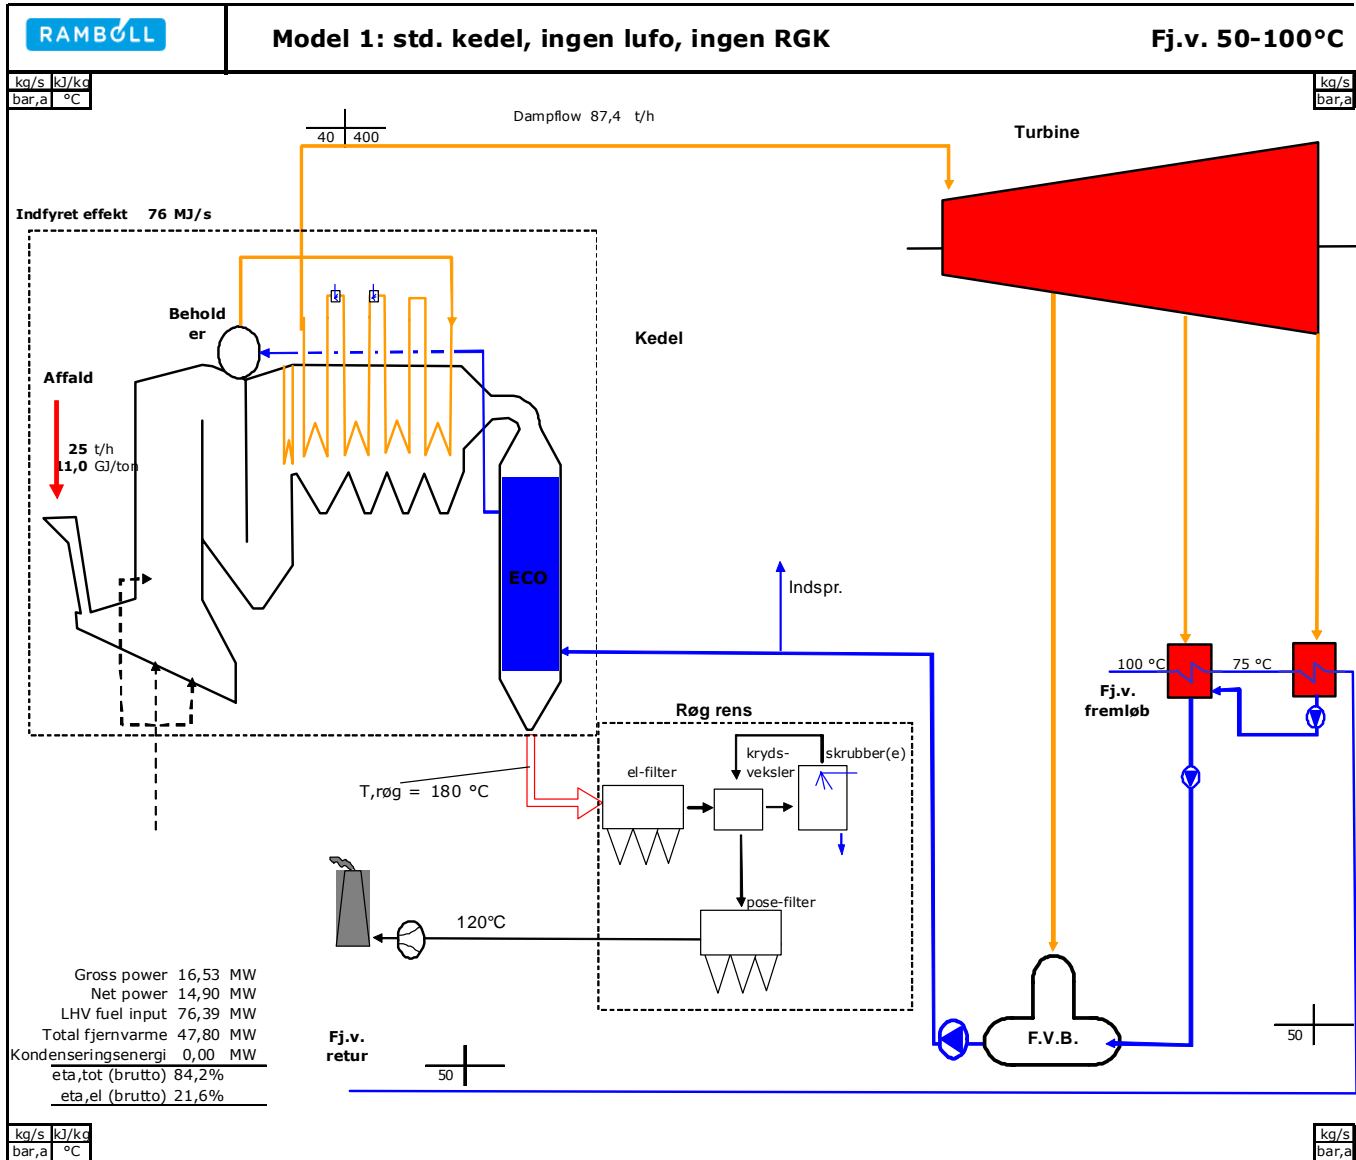 RAMBOLL
Model 1: std. kedel, ingen lufo, ingen RGK
Fj.v. 50-100°C
kg/s kJ/kg
bar,a °C
kg/s
bar,a
Dampflow 87,4 t/h
40 400
Turbine
Indfyret effekt 76 MJ/s
Behold
er
Kedel
Affald
25 t/h
11,0 GJ/ton
ECO
Indspr.
100 °C
75 °C
Fj.v.
fremløb
Røg rens
kryds-
veksler
skrubber(e)
el-filter
T,røg = 180 °C
pose-filter
120°C
Gross power 16,53 MW
Net power 14,90 MW
LHV fuel input 76,39 MW
Total fjernvarme 47,80 MW
Kondenseringsenergi 0,00 MW
eta,tot (brutto) 84,2%
eta,el (brutto) 21,6%
Fj.v.
retur
50
F.V.B.
50
kg/s kJ/kg
bar,a °C
kg/s
bar,a